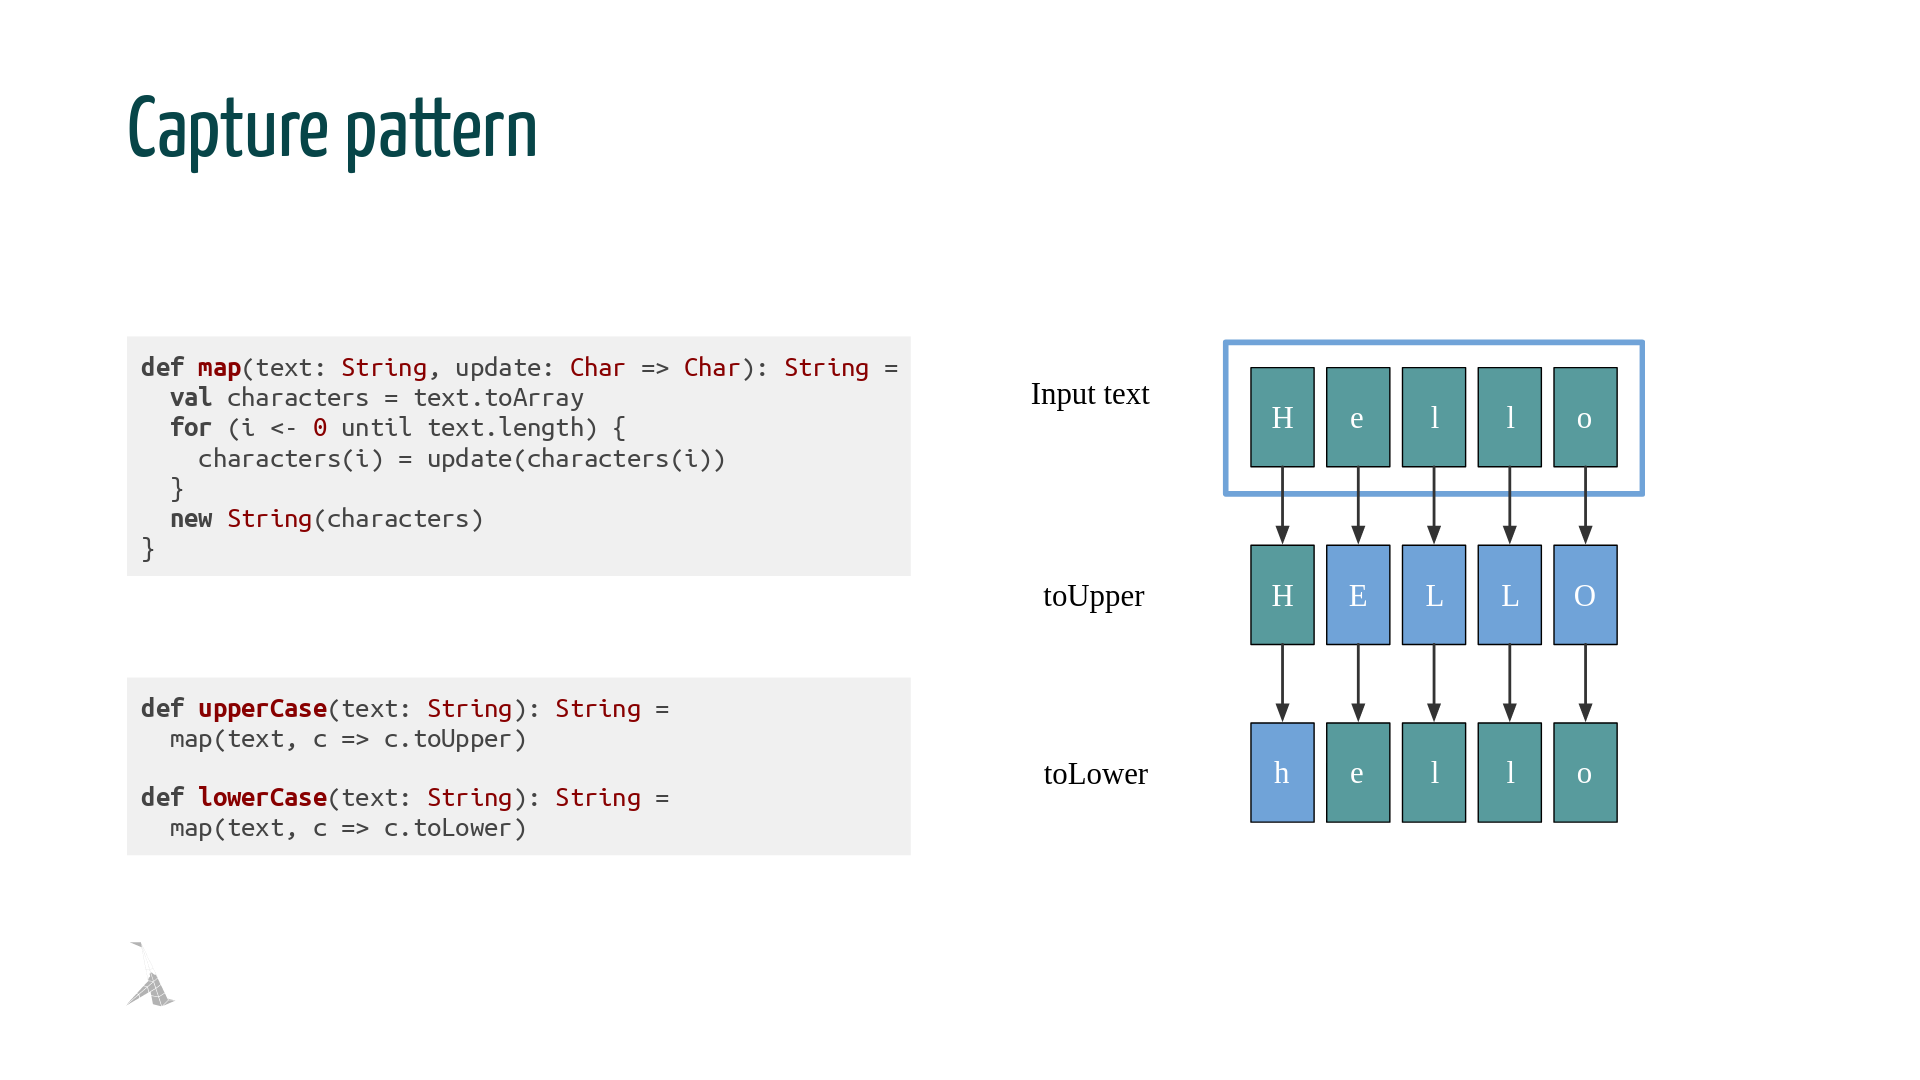 Capture pattern
def map(text: String, update: Char => Char): String =
  val characters = text.toArray
  for (i <- 0 until text.length) {
    characters(i) = update(characters(i))
  }
  new String(characters)
}
def upperCase(text: String): String =
  map(text, c => c.toUpper)
def lowerCase(text: String): String =
  map(text, c => c.toLower)
Input text
H e l l o
toUpper
H E L L O
toLower
h e l l o